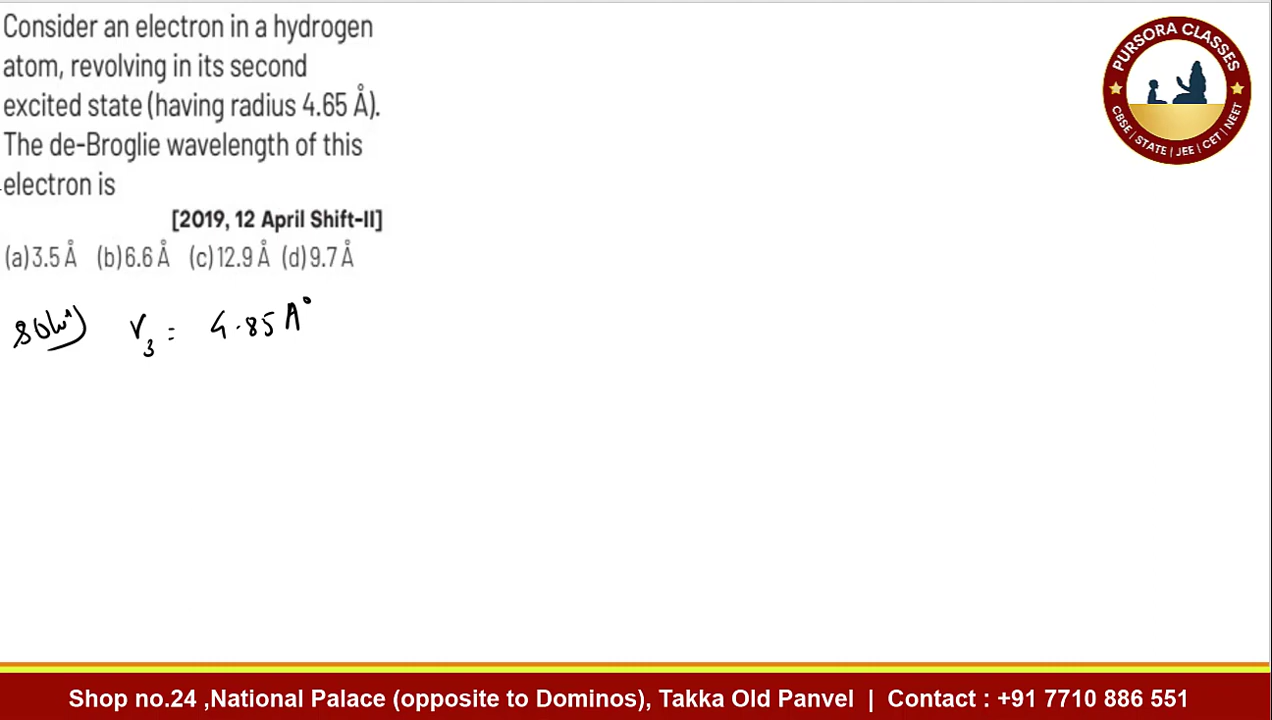 Consider an electron in a hydrogen
atom, revolving in its second
excited state (having radius 4.65 Å).
The de-Broglie wavelength of this
electron is
[2019, 12 April Shift-II]
(a)3.5 Å (b)6.6 Å (c)12.9 Å (d)9.7 Å
Solⁿ) r₃ = 4.85 A°
PURSORA CLASSES
CBSE | STATE | JEE | CET | NEET
Shop no.24 ,National Palace (opposite to Dominos), Takka Old Panvel | Contact : +91 7710 886 551